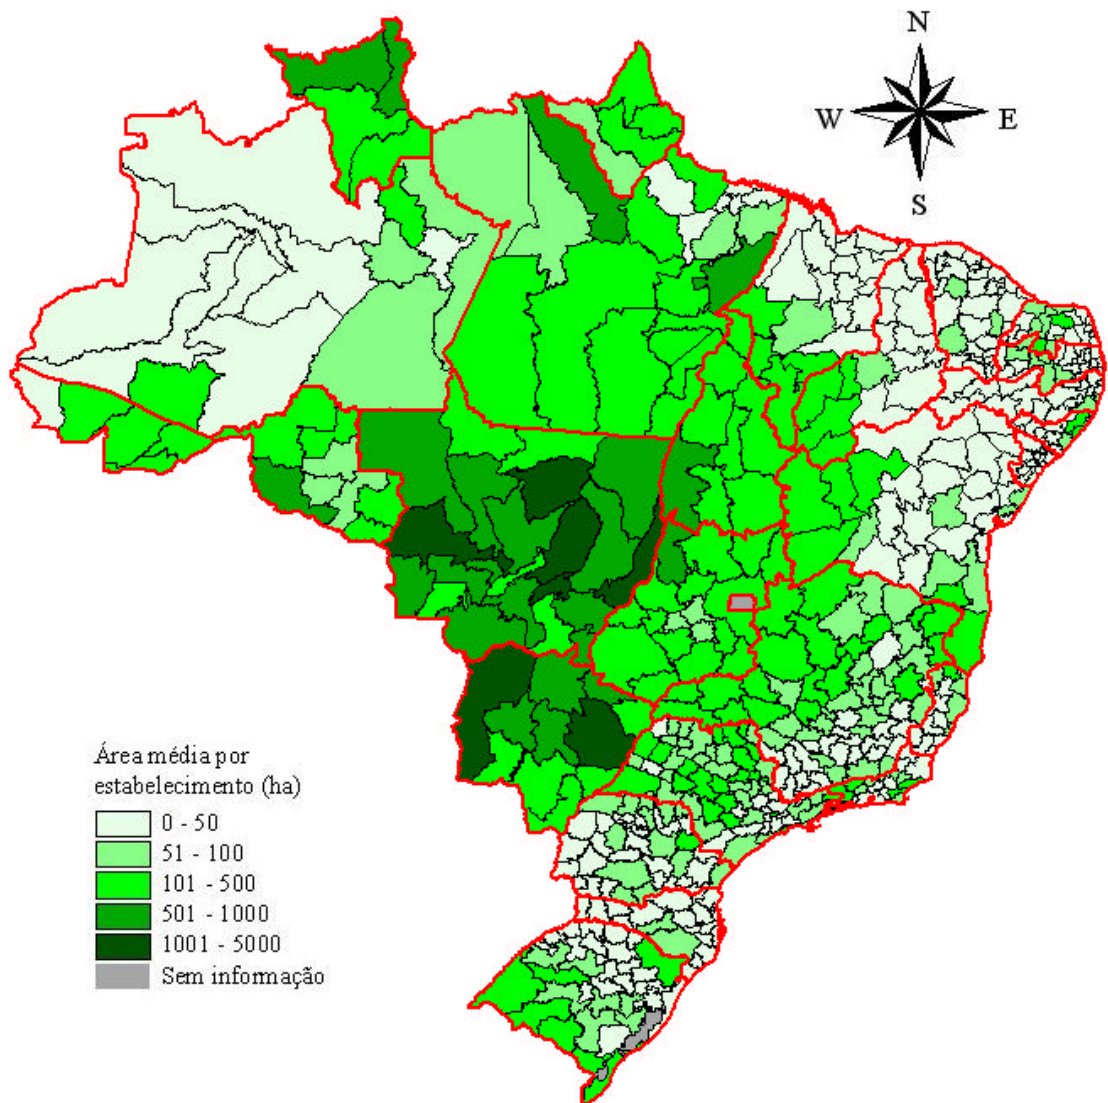 N
W E
S
Área média por
estabelecimento (ha)
0 - 50
51 - 100
101 - 500
501 - 1000
1001 - 5000
Sem informação